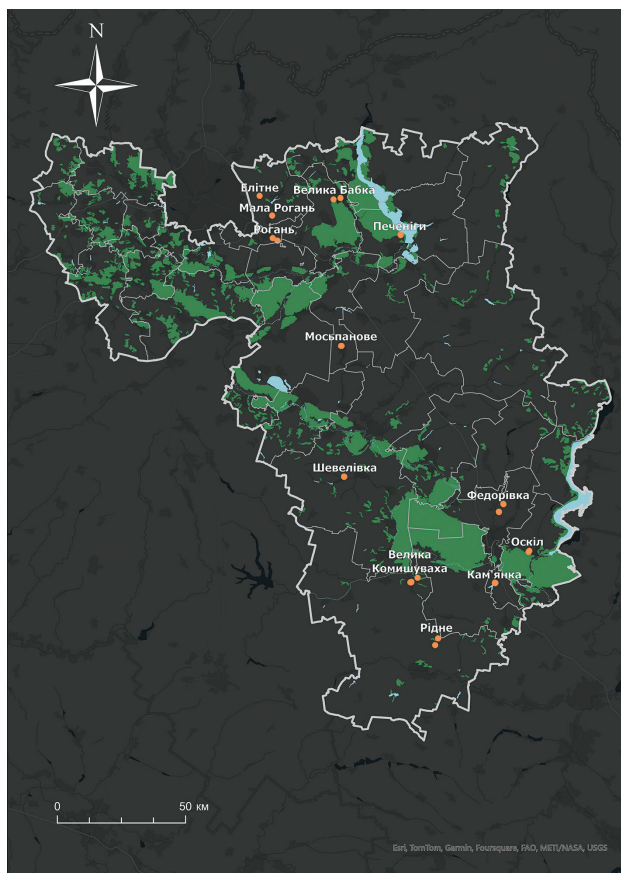 N
Елітне
Велика Бабка
Мала Рогань
Рогань
Печеніги
Мосьпанове
Шевелівка
Федорівка
Оскіл
Велика
Комишуваха
Кам'янка
Рідне
0
50 км
Esri, TomTom, Garmin, Foursquare, FAO, METI/NASA, USGS